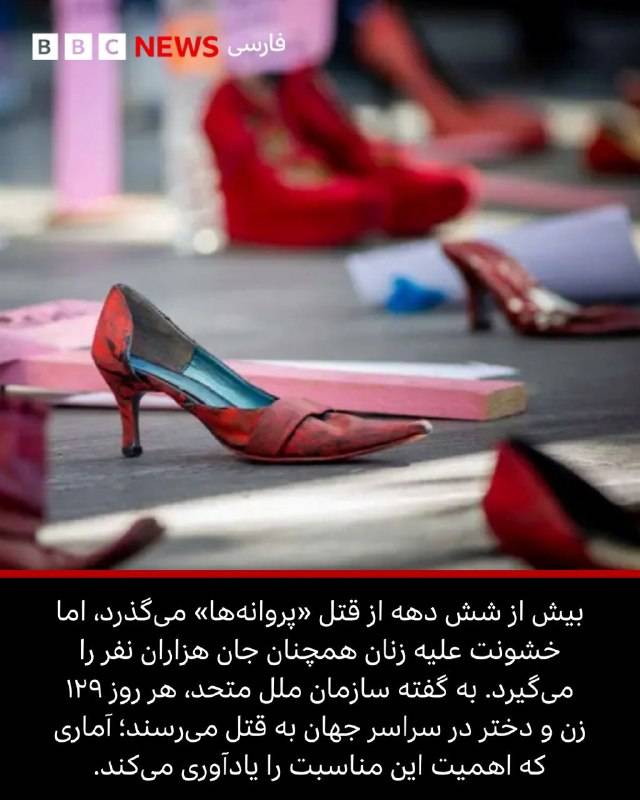 BBC NEWS فارسی
بیش از شش دهه از قتل «پروانه‌ها» می‌گذرد، اما
خشونت علیه زنان همچنان جان هزاران نفر را
می‌گیرد. به گفته سازمان ملل متحد، هر روز ۱۲۹
زن و دختر در سراسر جهان به قتل می‌رسند؛ آماری
که اهمیت این مناسبت را یادآوری می‌کند.